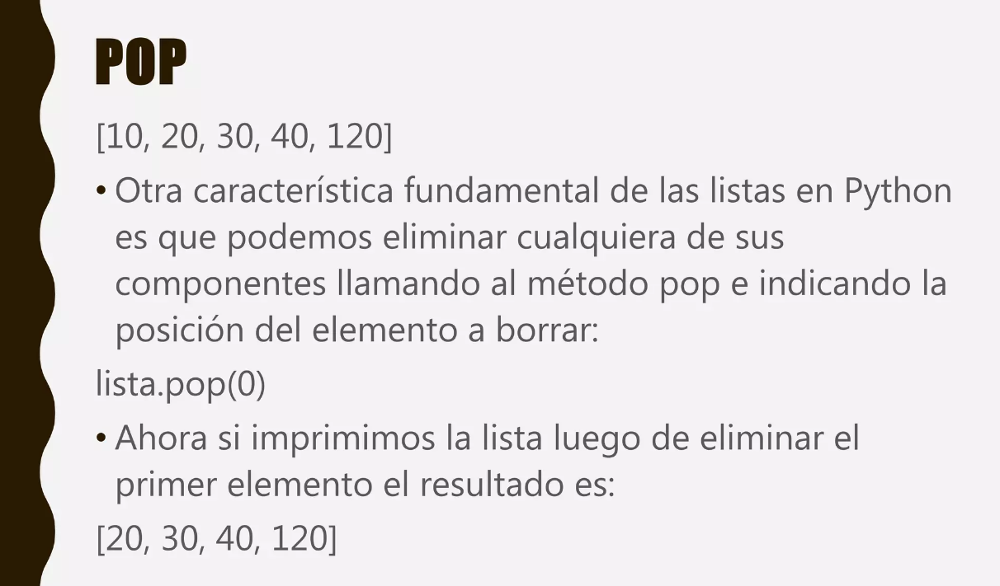 POP
[10, 20, 30, 40, 120]
• Otra característica fundamental de las listas en Python
es que podemos eliminar cualquiera de sus
componentes llamando al método pop e indicando la
posición del elemento a borrar:
lista.pop(0)
• Ahora si imprimimos la lista luego de eliminar el
primer elemento el resultado es:
[20, 30, 40, 120]